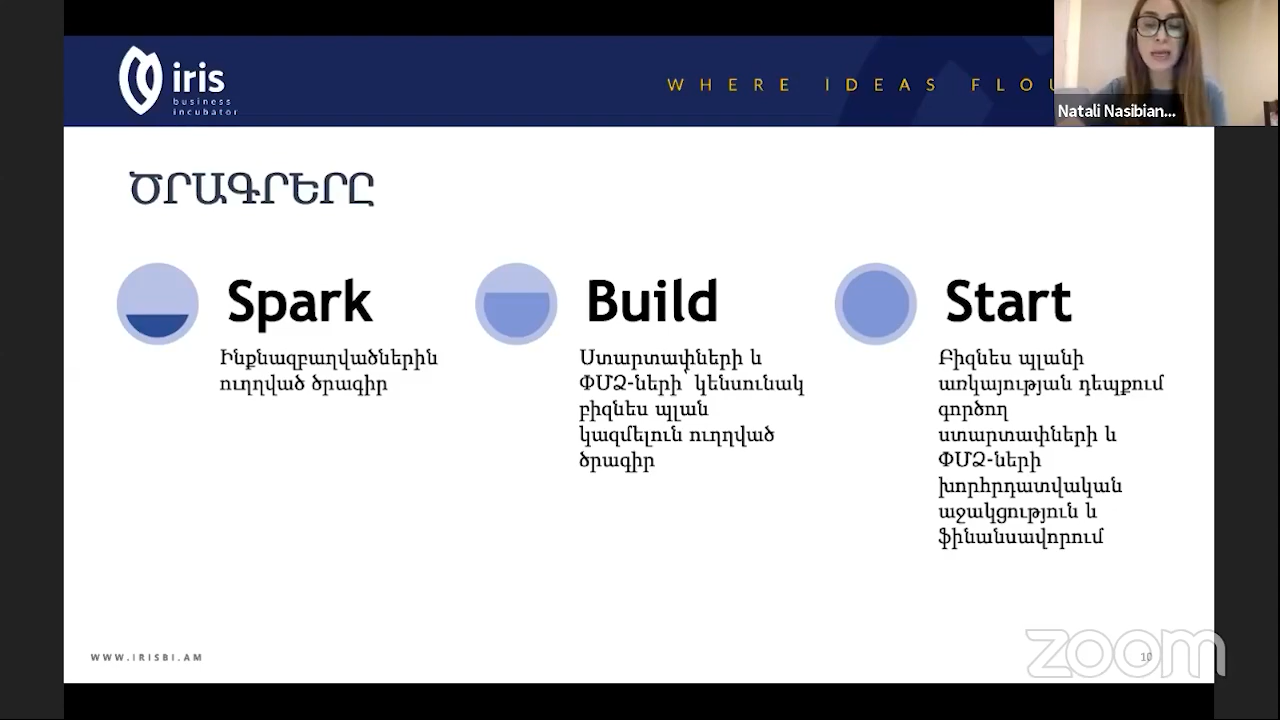 iris
business
incubator
WHERE IDEAS
Natali Nasibian...
ԾՐԱԳՐԵՐԸ
Spark
Ինքնազբաղվածներին
ուղղված ծրագիր
Build
Ստարտափների և
ՓՄՁ-ների՝ կենսունակ
բիզնես պլան
կազմելուն ուղղված
ծրագիր
Start
Բիզնես պլանի
առկայության դեպքում
գործող
ստարտափների և
ՓՄՁ-ների
խորհրդատվական
աջակցություն և
ֆինանսավորում
WWW.IRISBI.AM
10
zoom